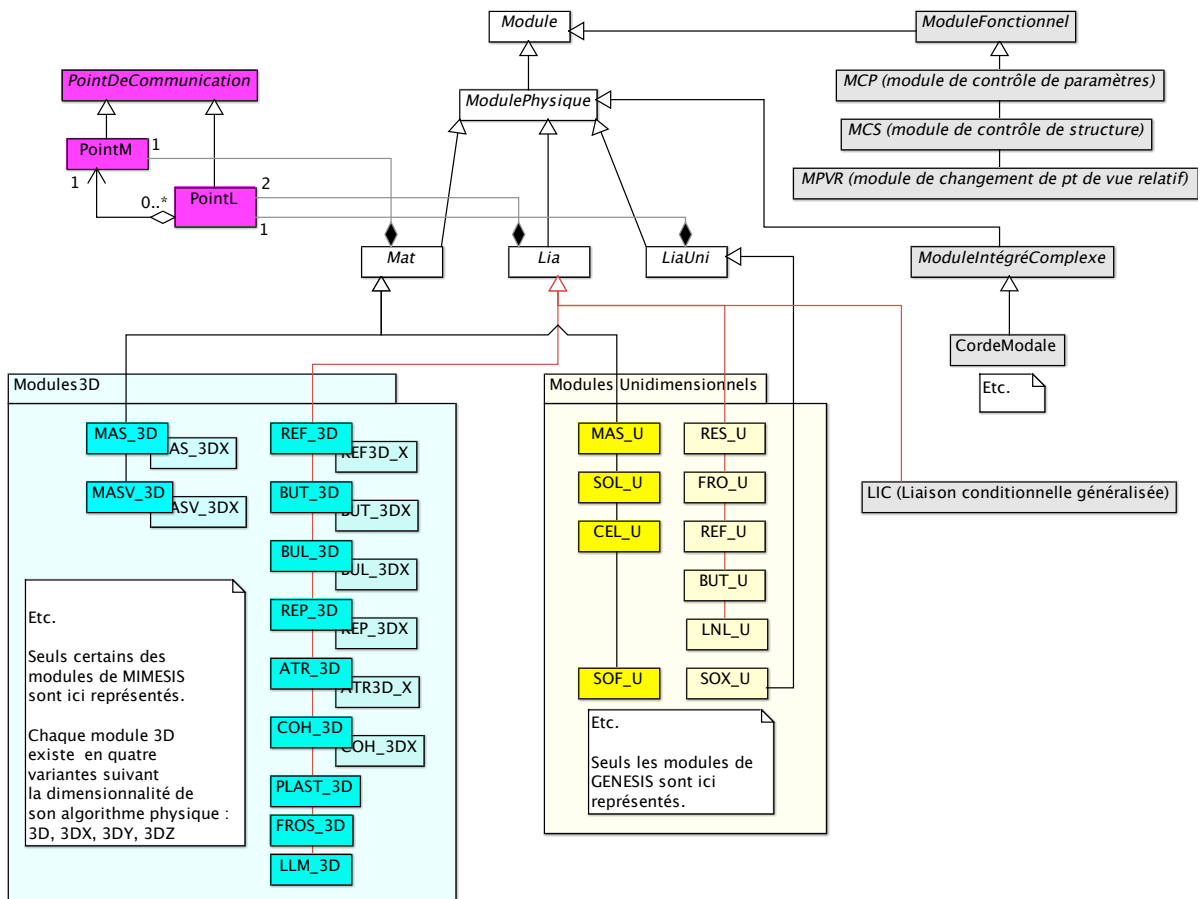 Module
ModuleFonctionnel
PointDeCommunication
MCP (module de contrôle de paramètres)
ModulePhysique
MCS (module de contrôle de structure)
PointM
1
MPVR (module de changement de pt de vue relatif)
1
2
0..*
PointL
1
Mat
Lia
LiaUni
ModuleIntégréComplexe
CordeModale
Etc.
Modules3D
MAS_3D
AS_3DX
MASV_3D
ASV_3DX
REF_3D
REF3D_X
BUT_3D
BUT_3DX
BUL_3D
BUL_3DX
REP_3D
REP_3DX
ATR_3D
ATR3D_X
COH_3D
COH_3DX
PLAST_3D
FROS_3D
LLM_3D
Etc.
Seuls certains des
modules de MIMESIS
sont ici représentés.
Chaque module 3D
existe en quatre
variantes suivant
la dimensionnalité de
son algorithme physique :
3D, 3DX, 3DY, 3DZ
Modules Unidimensionnels
MAS_U
RES_U
SOL_U
FRO_U
CEL_U
REF_U
BUT_U
LNL_U
SOF_U
SOX_U
Etc.
Seuls les modules de
GENESIS sont ici
représentés.
LIC (Liaison conditionnelle généralisée)